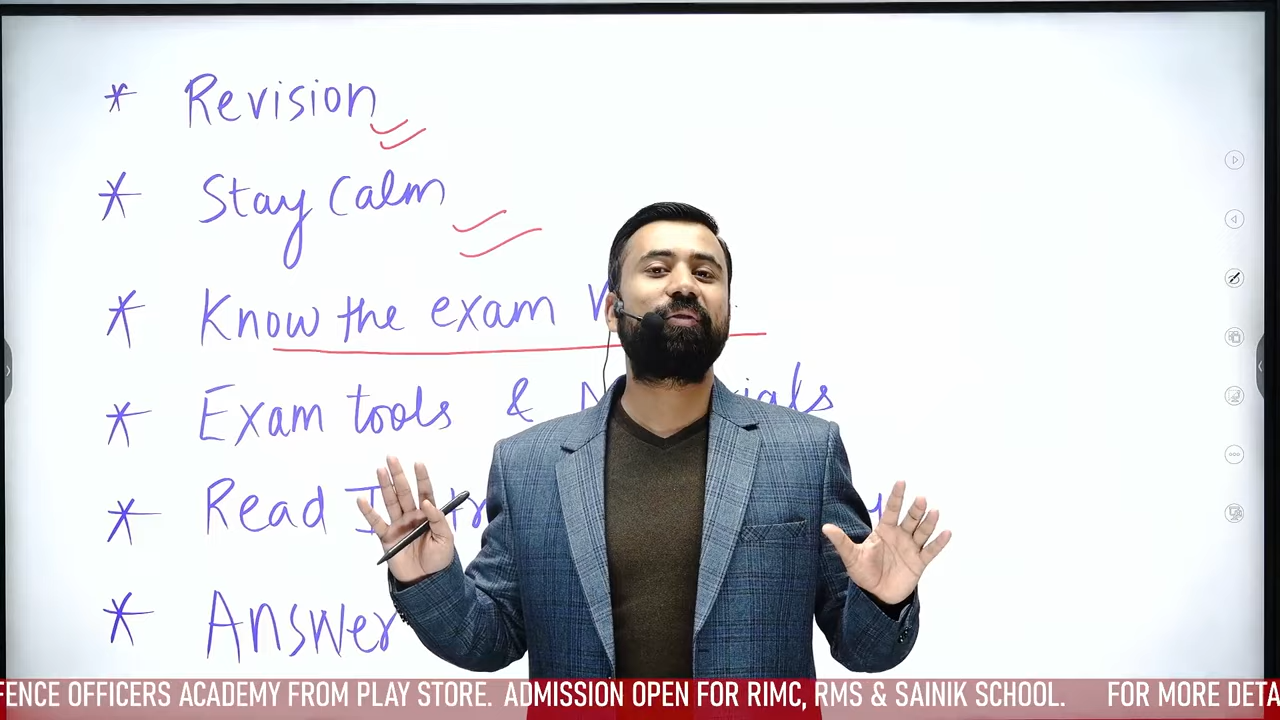 * Revision
* Stay Calm
* Know the exam
* Exam tools &
* Read
* Answer
FENCE OFFICERS ACADEMY FROM PLAY STORE. ADMISSION OPEN FOR RIMC, RMS & SAINIK SCHOOL. FOR MORE DETA